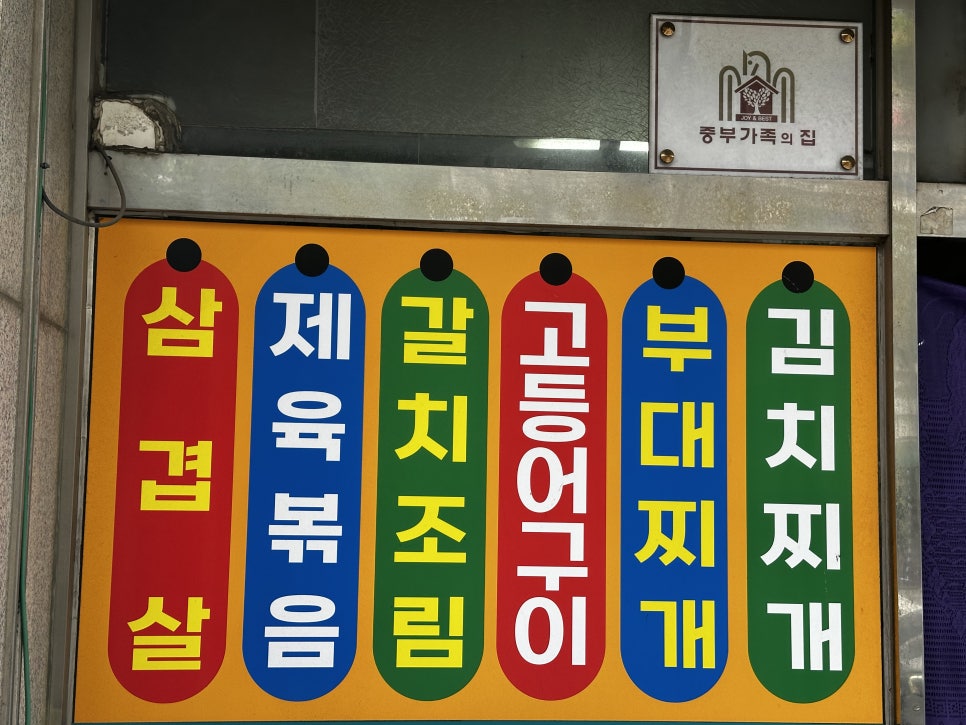 JOY & BEST
중부가족의 집
삼겹살
제육볶음
갈치조림
고등어구이
부대찌개
김치찌개